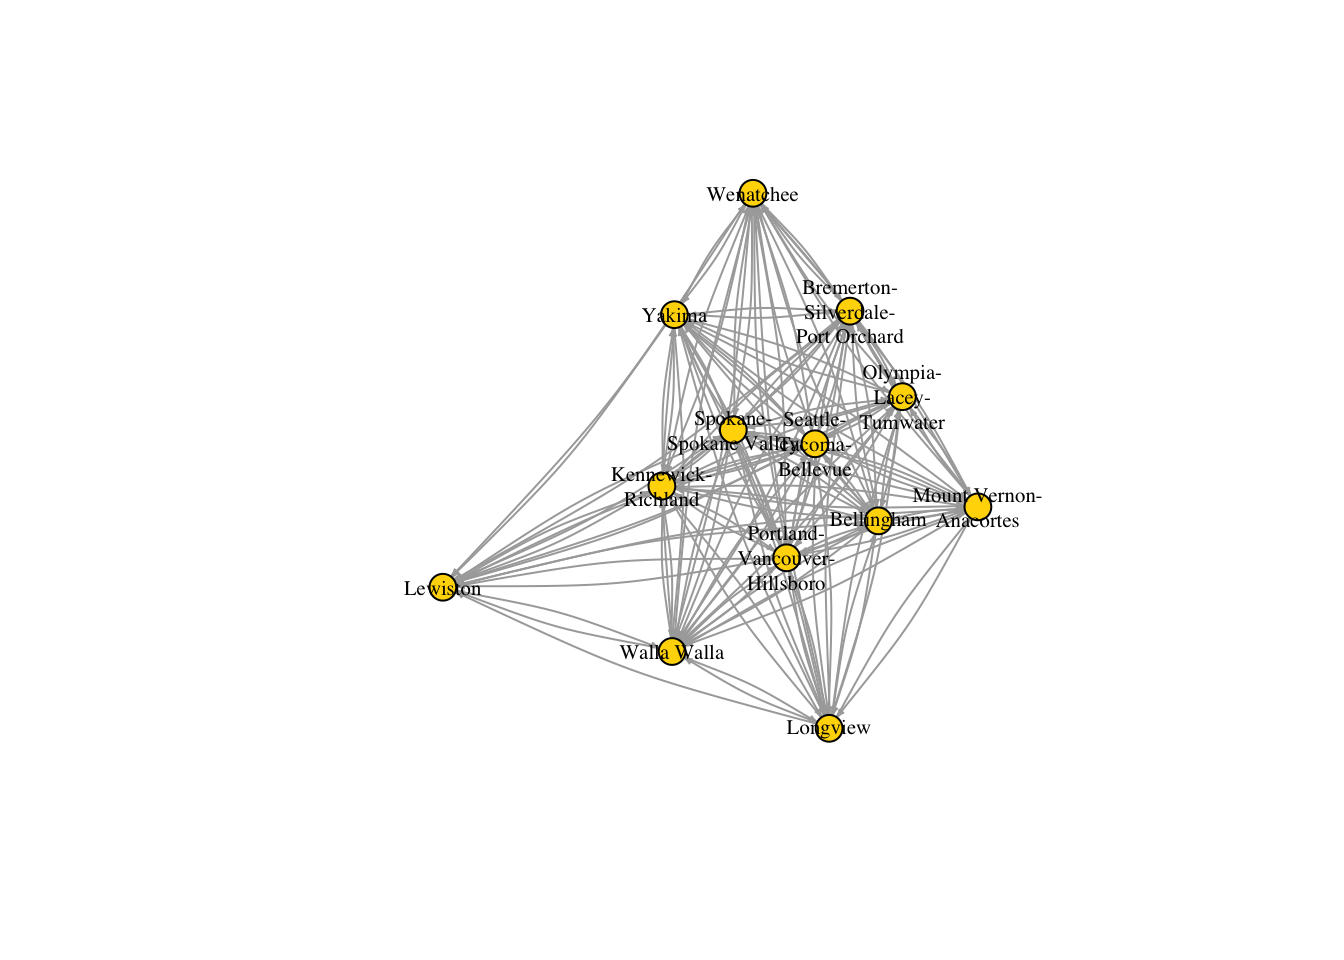 Wenatchee
Bremerton-
Silverdale-
Port Orchard
Yakima
Olympia-
Lacey-
Tumwater
Spokane-
Spokane Valley
Seattle-
Tacoma-
Bellevue
Kennewick-
Richland
Mount Vernon-
Anacortes
Bellingham
Portland-
Vancouver-
Hillsboro
Lewiston
Walla Walla
Longview